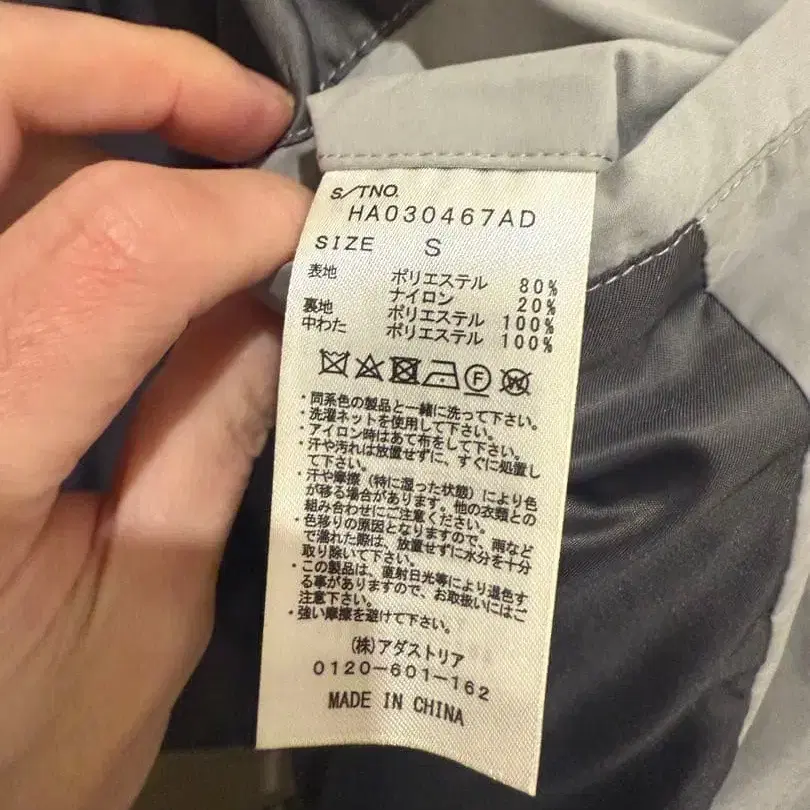 S/TNO.
HA030467AD
SIZE S
表地 ポリエステル 80%
ナイロン 20%
裏地 ポリエステル 100%
中わた ポリエステル 100%
F
W
・同系色の製品と一緒に洗って下さい。
・洗濯ネットを使用して下さい。
・アイロン時はあて布をして下さい。
・汗や汚れは放置せずに、すぐに処置し
て下さい。
・汗や摩擦（特に湿った状態）により色
が移る場合があります。他の衣類との
組み合わせにご注意ください。
・色移りの原因となりますので、雨など
で濡れた際は、放置せずに水分を十分
取り除いて下さい。
・この製品は、直射日光等により退色す
る事がありますので、お取扱いにはご
注意下さい。
・強い摩擦を避けて下さい。
(株)アダストリア
0120-601-162
MADE IN CHINA